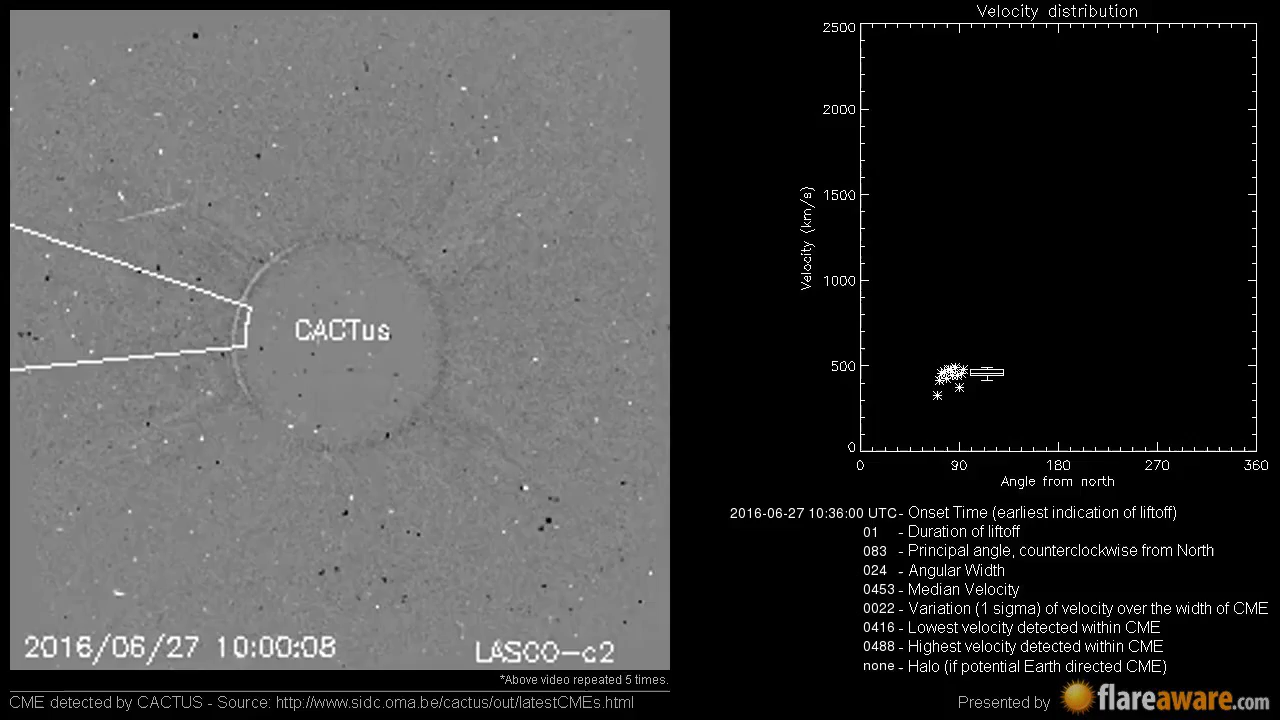 CACTus
2016/06/27 10:00:08
LASCO-c2
*Above video repeated 5 times.
CME detected by CACTUS - Source: http://www.sidc.oma.be/cactus/out/latestCMEs.html
Velocity distribution
2500
2000
1500
1000
500
0
Velocity (km/s)
0 90 180 270 360
Angle from north
2016-06-27 10:36:00 UTC - Onset Time (earliest indication of liftoff)
01 - Duration of liftoff
083 - Principal angle, counterclockwise from North
024 - Angular Width
0453 - Median Velocity
0022 - Variation (1 sigma) of velocity over the width of CME
0416 - Lowest velocity detected within CME
0488 - Highest velocity detected within CME
none - Halo (if potential Earth directed CME)
Presented by flareaware.com